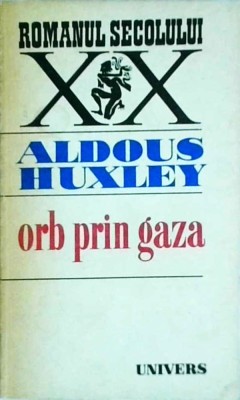 ROMANUL SECOLULUI
XX
ALDOUS
HUXLEY
orb prin gaza
UNIVERS